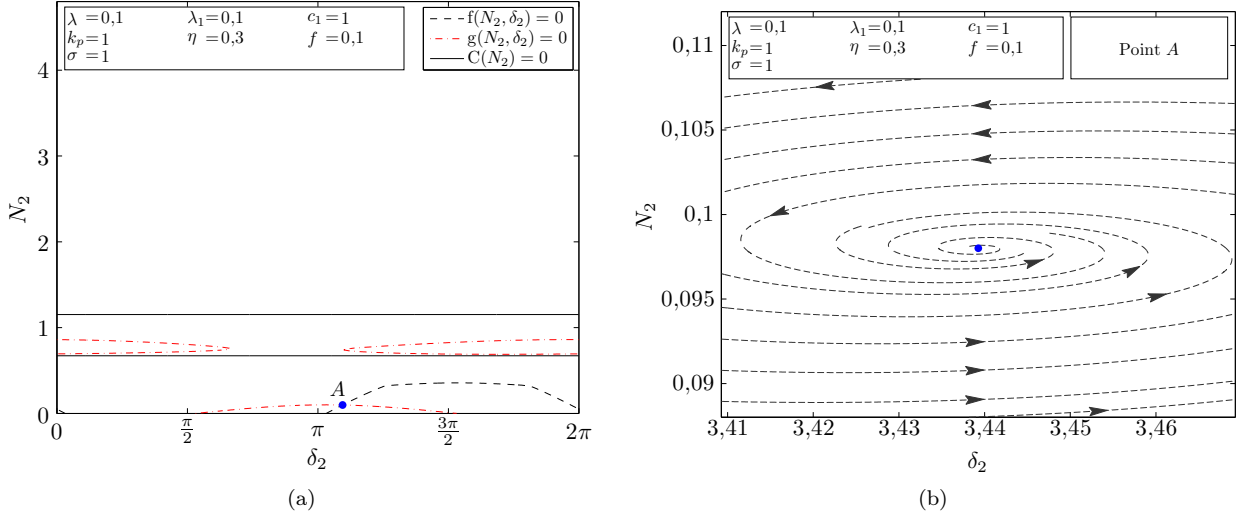 λ =0,1 λ₁=0,1 c₁=1
kₚ=1 η =0,3 f =0,1
σ =1
f(N₂, δ₂) = 0
g(N₂, δ₂) = 0
C(N₂) = 0
4
3
2
1
0
N₂
A
0 π/2 π 3π/2 2π
δ₂
(a)
λ =0,1 λ₁=0,1 c₁=1
kₚ=1 η =0,3 f =0,1
σ =1
Point A
0,11
0,105
0,1
0,095
0,09
N₂
3,41 3,42 3,43 3,44 3,45 3,46
δ₂
(b)